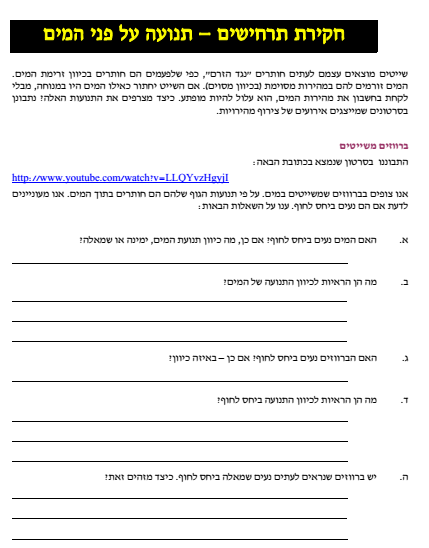 חקירת תרחישים – תנועה על פני המים
שייטים מוצאים עצמם לעתים חותרים "נגד הזרם", כפי שלפעמים הם חותרים בכיוון זרימת המים.
המים זורמים להם במהירות מסוימת (בכיוון מסוים). אם השייט יחתור כאילו המים היו במנוחה, מבלי
לקחת בחשבון את מהירות המים, הוא עלול להיות מופתע. כיצד מצרפים את התנועות האלה? נתבונן
בסרטונים שמייצגים אירועים של צירוף מהירויות.
ברווזים משייטים
התבוננו בסרטון שנמצא בכתובת הבאה:
http://www.youtube.com/watch?v=LLQYvzHgyjI
אנו צופים בברווזים שמשייטים במים. על פי תנועות הגוף שלהם הם חותרים בתוך המים. אנו מעוניינים
לדעת אם הם נעים ביחס לחוף. ענו על השאלות הבאות:
א. האם המים נעים ביחס לחוף? אם כן, מה כיוון תנועת המים, ימינה או שמאלה?
ב. מה הן הראיות לכיוון התנועה של המים?
ג. האם הברווזים נעים ביחס לחוף? אם כן – באיזה כיוון?
ד. מה הן הראיות לכיוון התנועה ביחס לחוף?
ה. יש ברווזים שנראים לעתים נעים שמאלה ביחס לחוף. כיצד מזהים זאת?